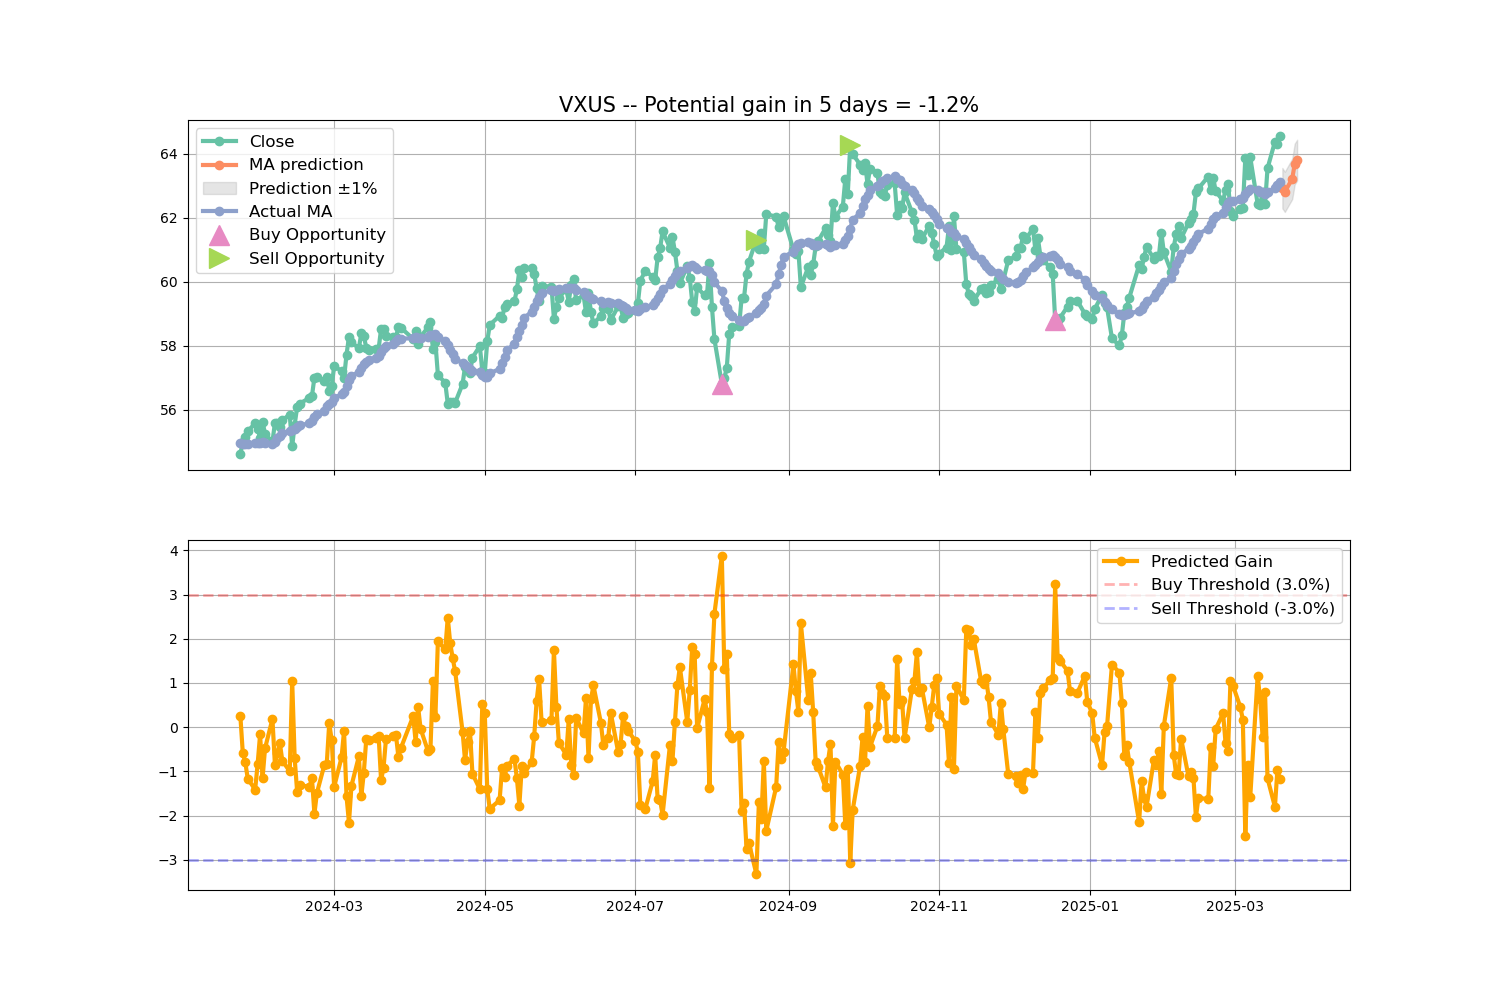 VXUS -- Potential gain in 5 days = -1.2%
Close
MA prediction
Prediction ±1%
Actual MA
Buy Opportunity
Sell Opportunity
64
62
60
58
56
Predicted Gain
Buy Threshold (3.0%)
Sell Threshold (-3.0%)
4
3
2
1
0
−1
−2
−3
2024-03 2024-05 2024-07 2024-09 2024-11 2025-01 2025-03